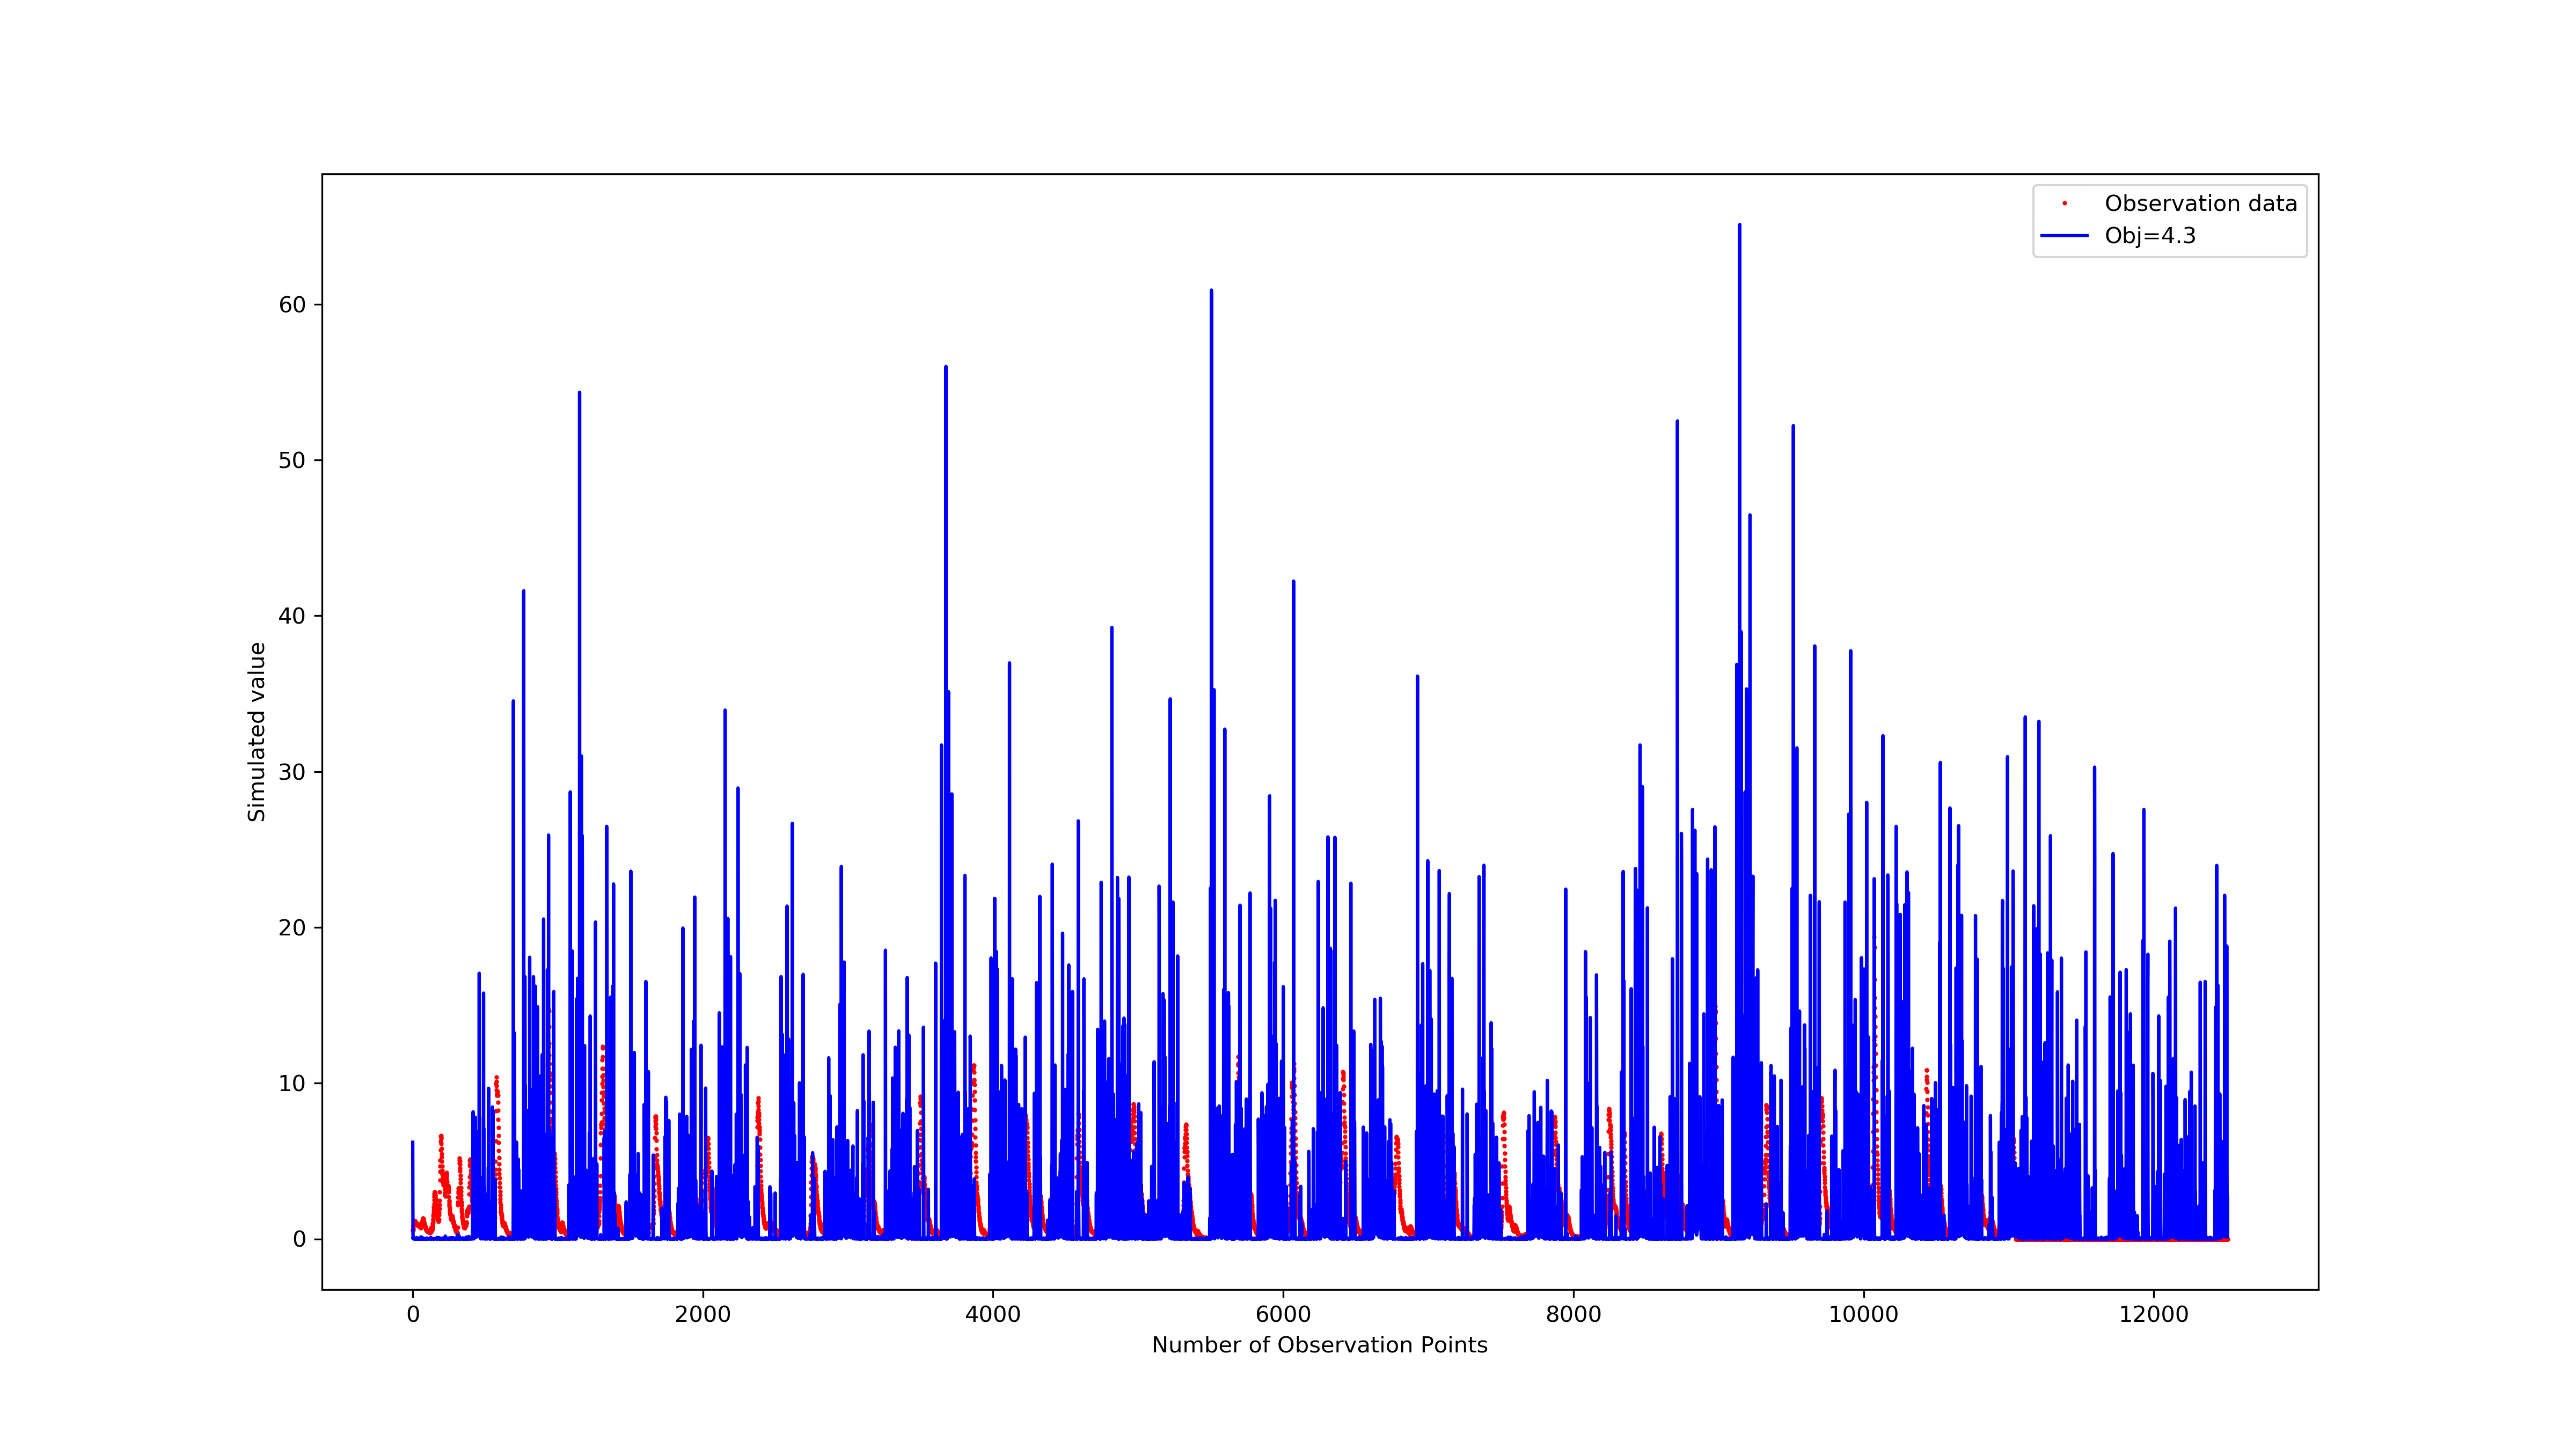 Observation data
Obj=4.3
60
50
40
30
20
10
0
Simulated value
0 2000 4000 6000 8000 10000 12000
Number of Observation Points